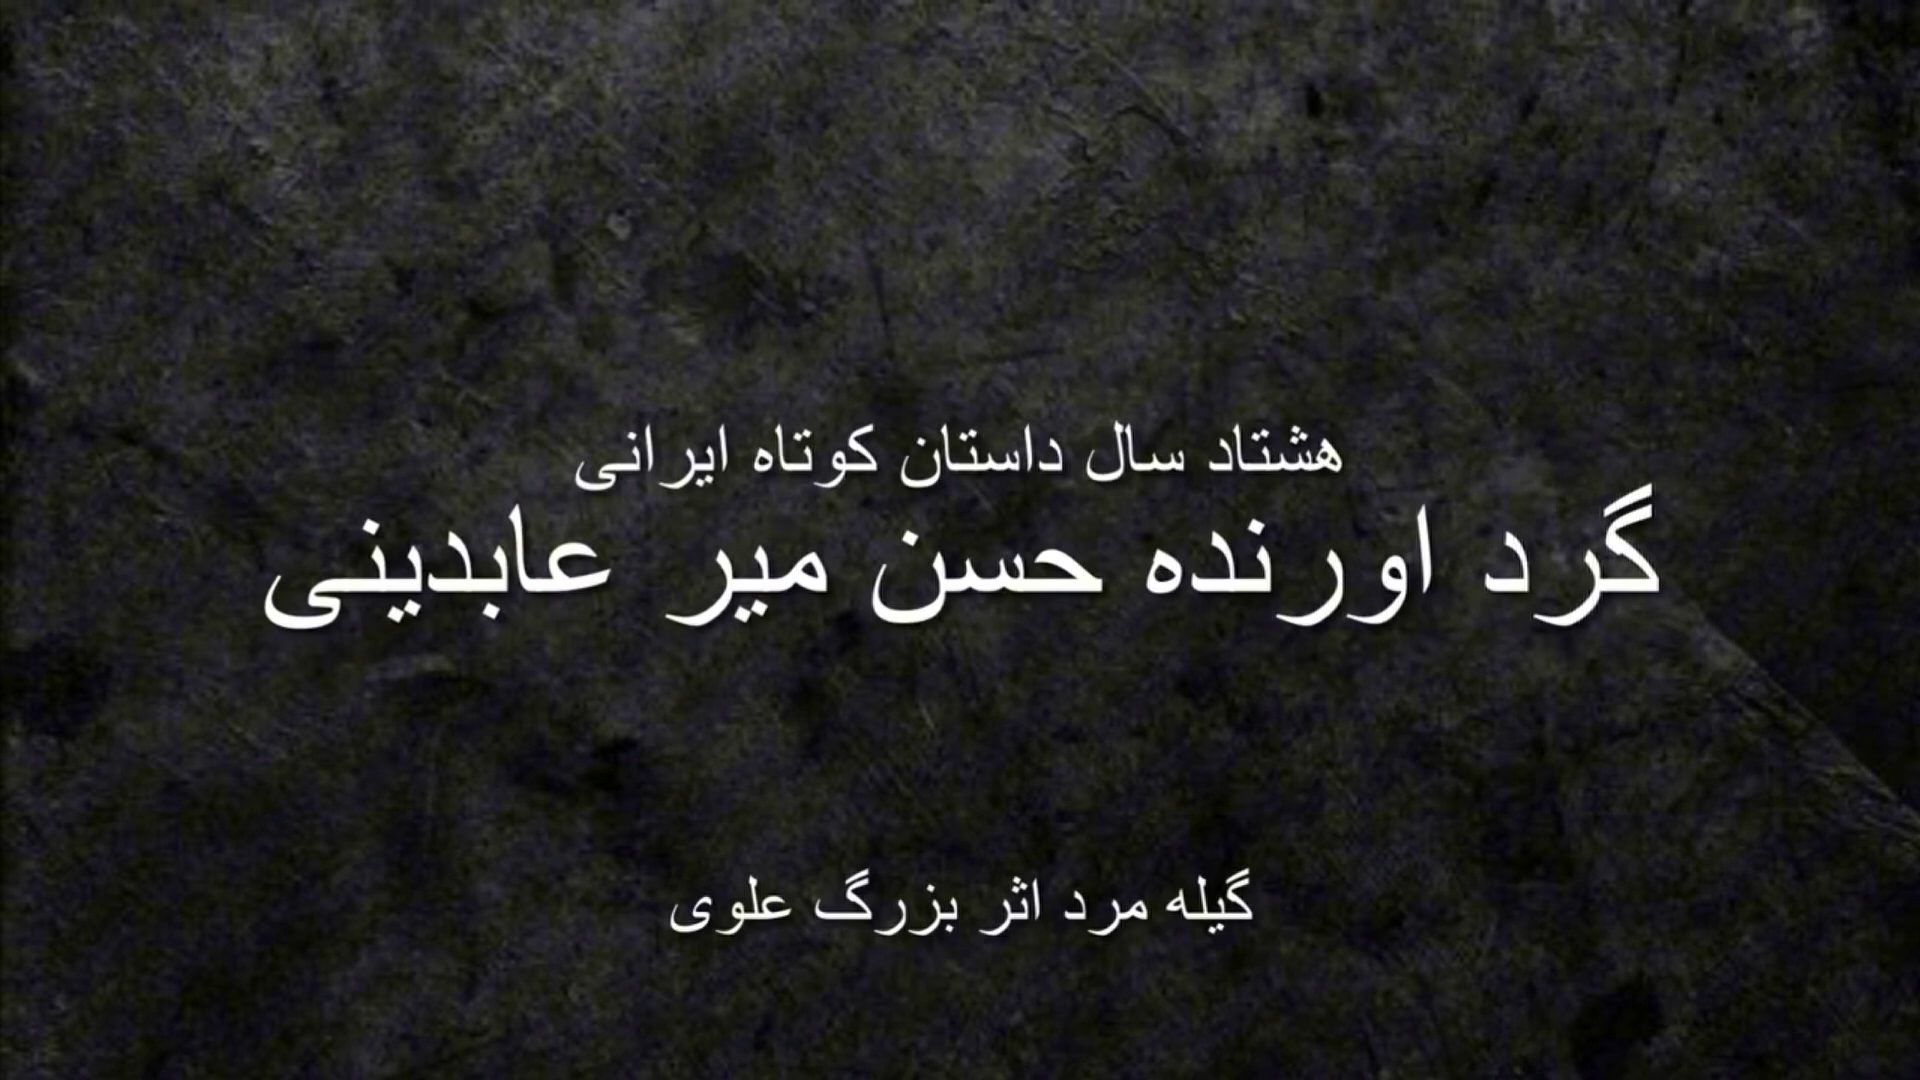 هشتاد سال داستان کوتاه ایرانی
گرد اورنده حسن میر عابدینی
گیله مرد اثر بزرگ علوی